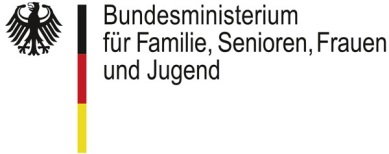 Bundesministerium
für Familie, Senioren, Frauen
und Jugend